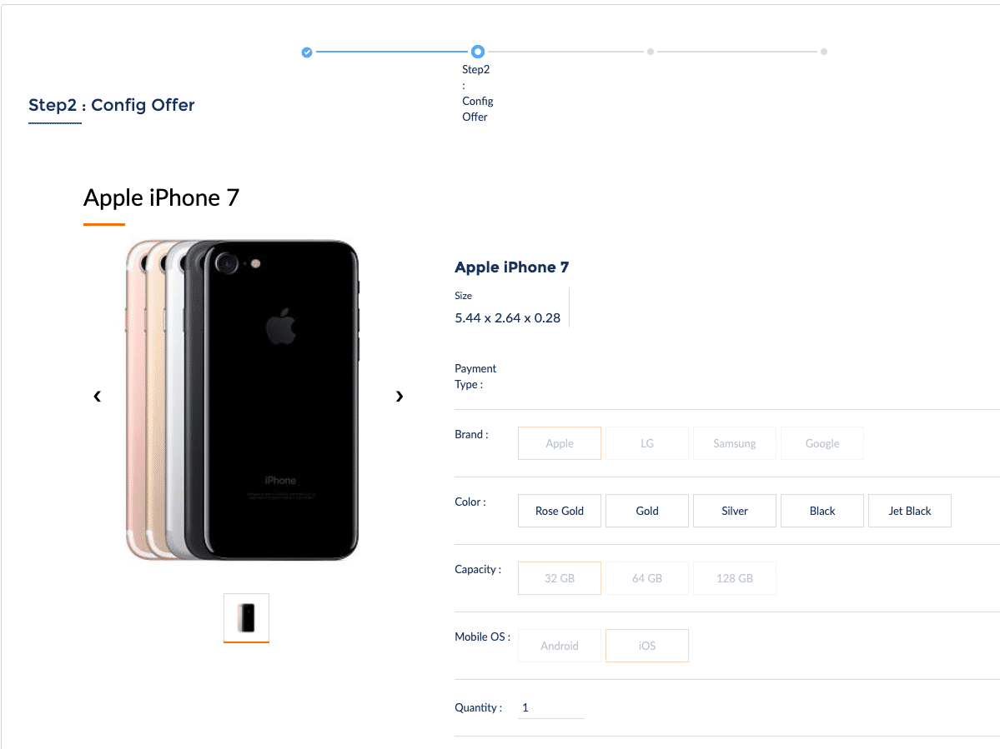 Step2
:
Config
Offer
Step2 : Config Offer
Apple iPhone 7
iPhone
Apple iPhone 7
Size
5.44 x 2.64 x 0.28
Payment
Type :
Brand : Apple LG Samsung Google
Color : Rose Gold Gold Silver Black Jet Black
Capacity : 32 GB 64 GB 128 GB
Mobile OS : Android iOS
Quantity : 1